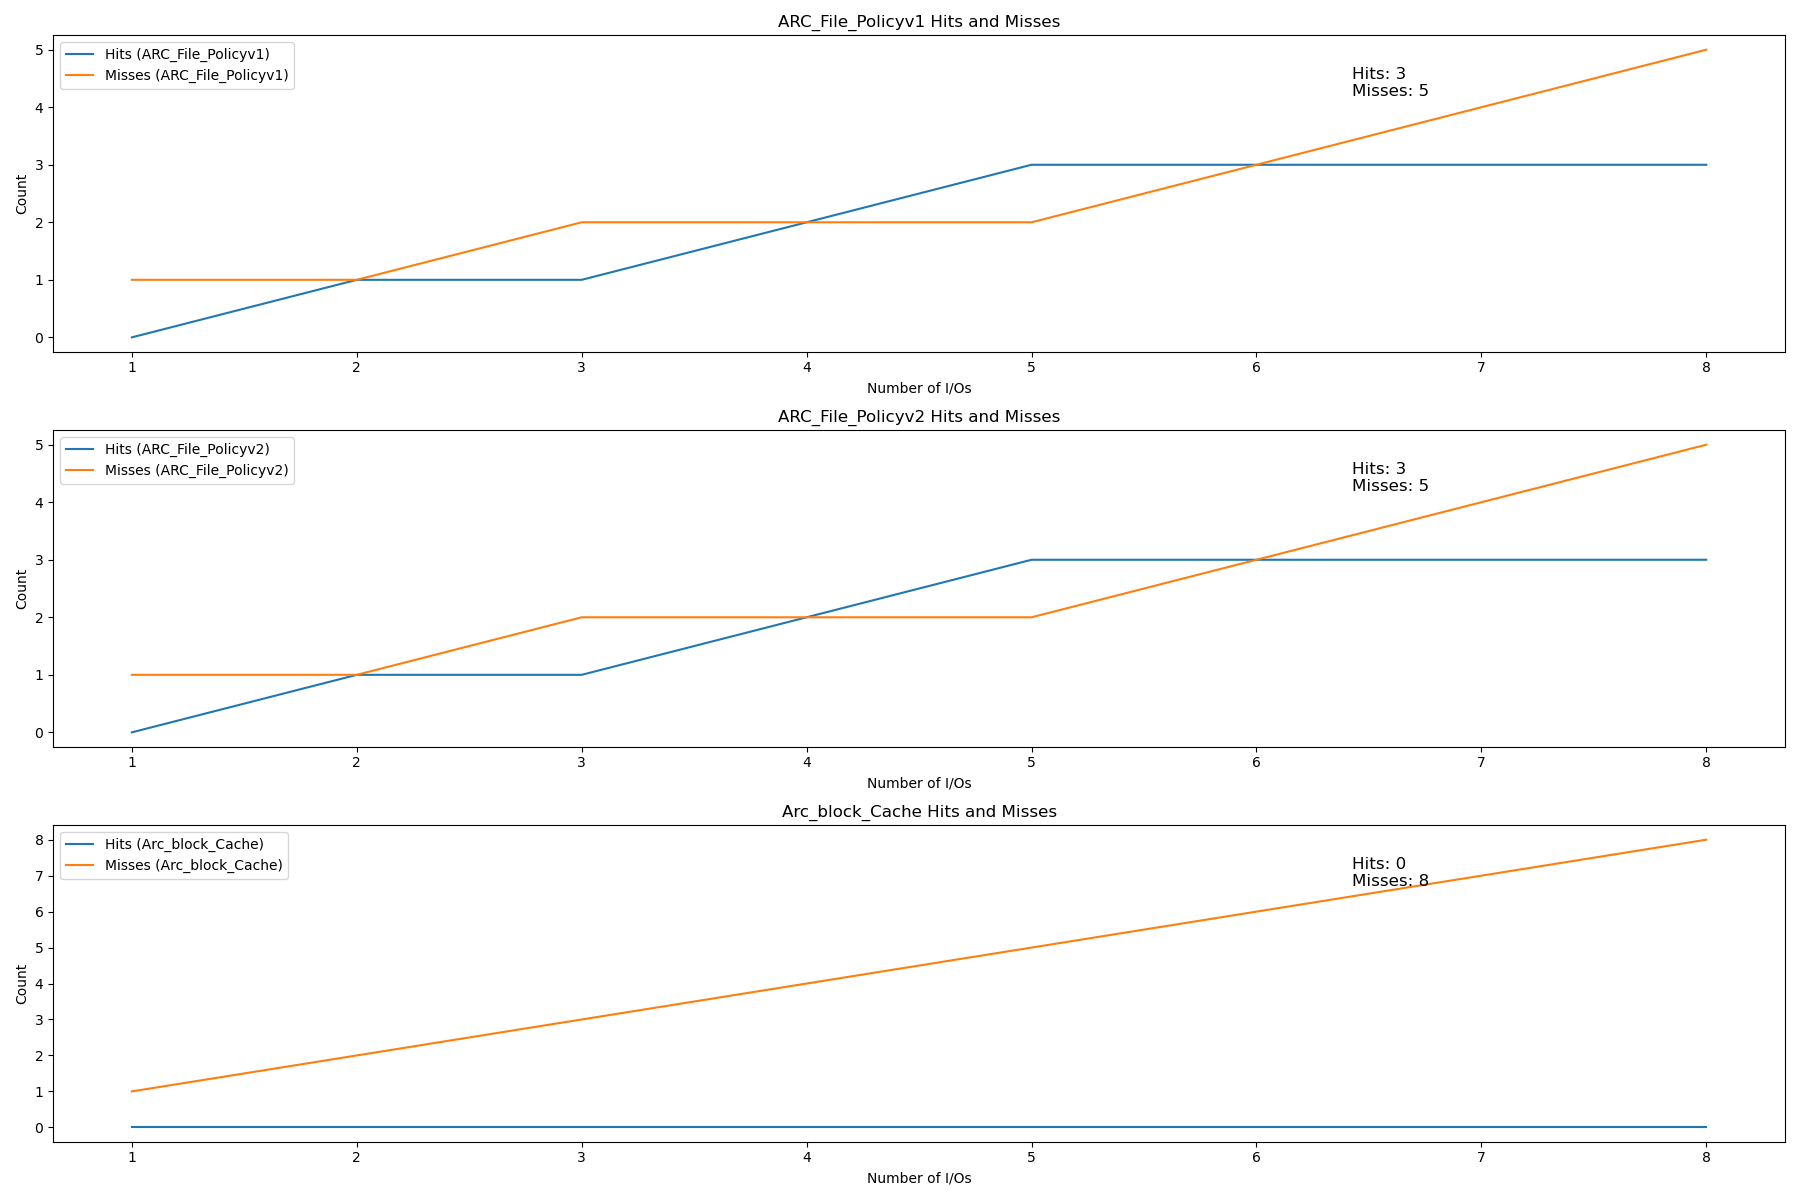 ARC_File_Policyv1 Hits and Misses
Hits (ARC_File_Policyv1)
Misses (ARC_File_Policyv1)
Hits: 3
Misses: 5
5
4
3
2
1
0
Count
1 2 3 4 5 6 7 8
Number of I/Os
ARC_File_Policyv2 Hits and Misses
Hits (ARC_File_Policyv2)
Misses (ARC_File_Policyv2)
Hits: 3
Misses: 5
5
4
3
2
1
0
Count
1 2 3 4 5 6 7 8
Number of I/Os
Arc_block_Cache Hits and Misses
Hits (Arc_block_Cache)
Misses (Arc_block_Cache)
Hits: 0
Misses: 8
8
7
6
5
4
3
2
1
0
Count
1 2 3 4 5 6 7 8
Number of I/Os